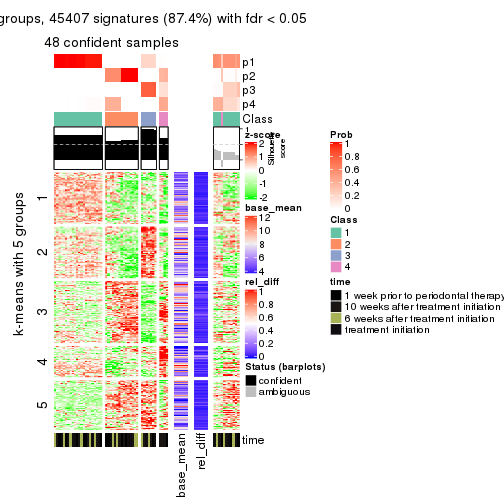 groups, 45407 signatures (87.4%) with fdr < 0.05
48 confident samples
p1
p2
p3
p4
Class
1
Silhouette
score
k-means with 5 groups
1
2
3
4
5
time
base_mean
rel_diff
z-score
2
1
0
-1
-2
base_mean
12
10
8
6
4
rel_diff
1
0.8
0.6
0.4
0.2
0
Status (barplots)
confident
ambiguous
Prob
1
0.8
0.6
0.4
0.2
0
Class
1
2
3
4
time
1 week prior to periodontal therapy
10 weeks after treatment initiation
6 weeks after treatment initiation
treatment initiation